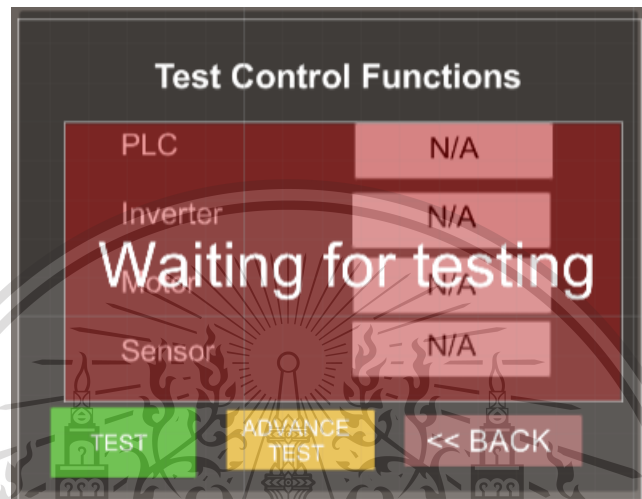 Test Control Functions
PLC N/A
Inverter N/A
Waiting for testing
Motor N/A
Sensor N/A
TEST
ADVANCE
TEST
<< BACK